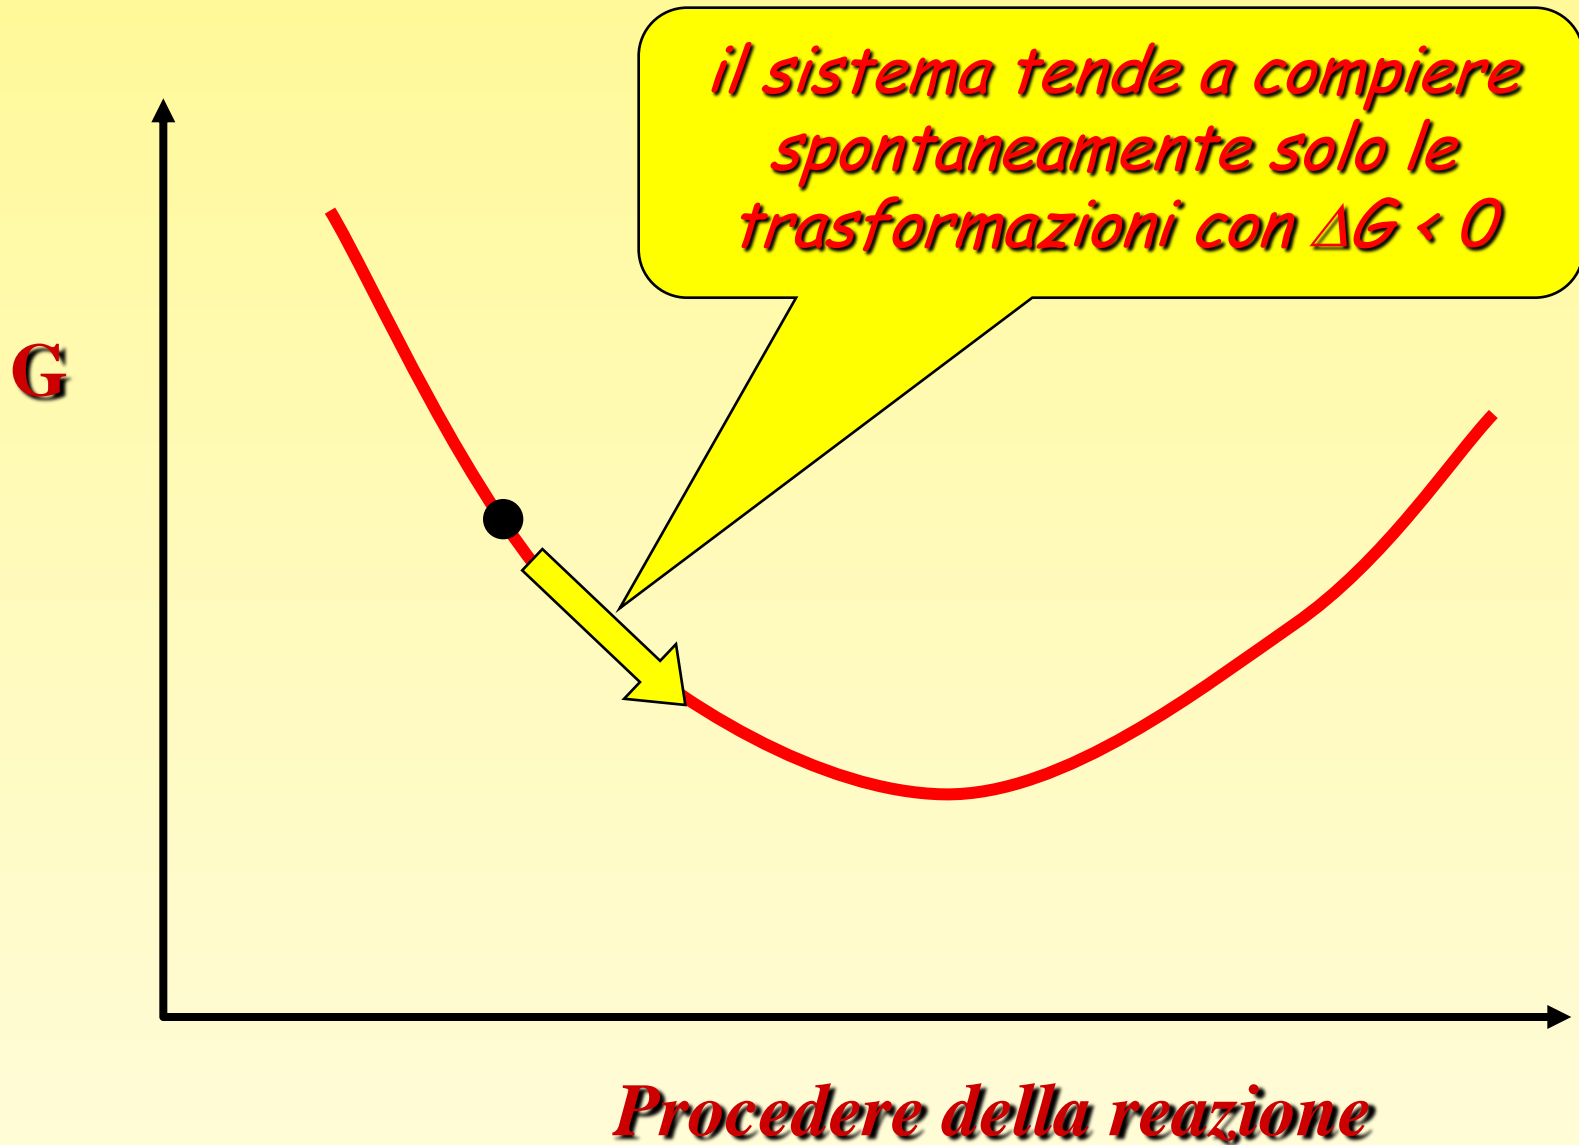 il sistema tende a compiere
spontaneamente solo le
trasformazioni con ΔG < 0
G
Procedere della reazione